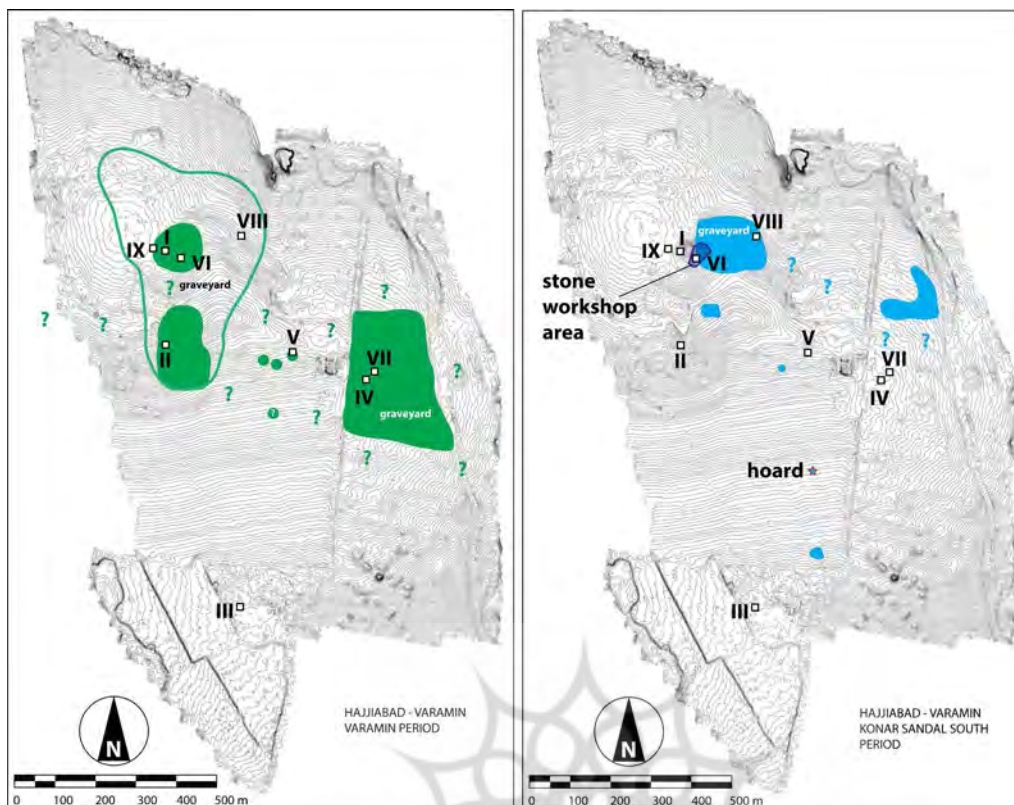 VIII
IX
I
VI
graveyard
?
?
?
?
?
?
II
V
?
VII
IV
?
?
?
graveyard
?
?
III
N
HAJJIABAD - VARAMIN
VARAMIN PERIOD
0 100 200 300 400 500 m
graveyard
VIII
IX
I
VI
?
stone
workshop
area
?
?
?
V
II
VII
IV
hoard
III
N
HAJJIABAD - VARAMIN
KONAR SANDAL SOUTH
PERIOD
0 100 200 300 400 500 m